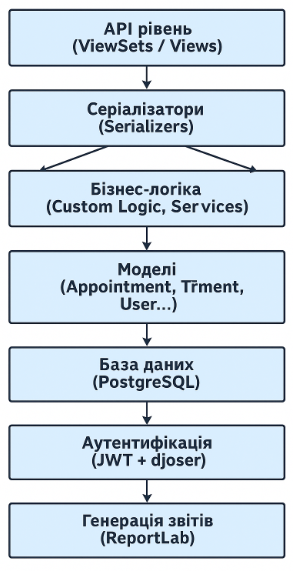 API рівень
(ViewSets / Views)
Серіалізатори
(Serializers)
Бізнес-логіка
(Custom Logic, Services)
Моделі
(Appointment,
User...)
База даних
(PostgreSQL)
Аутентифікація
(JWT + djoser)
Генерація звітів
(ReportLab)